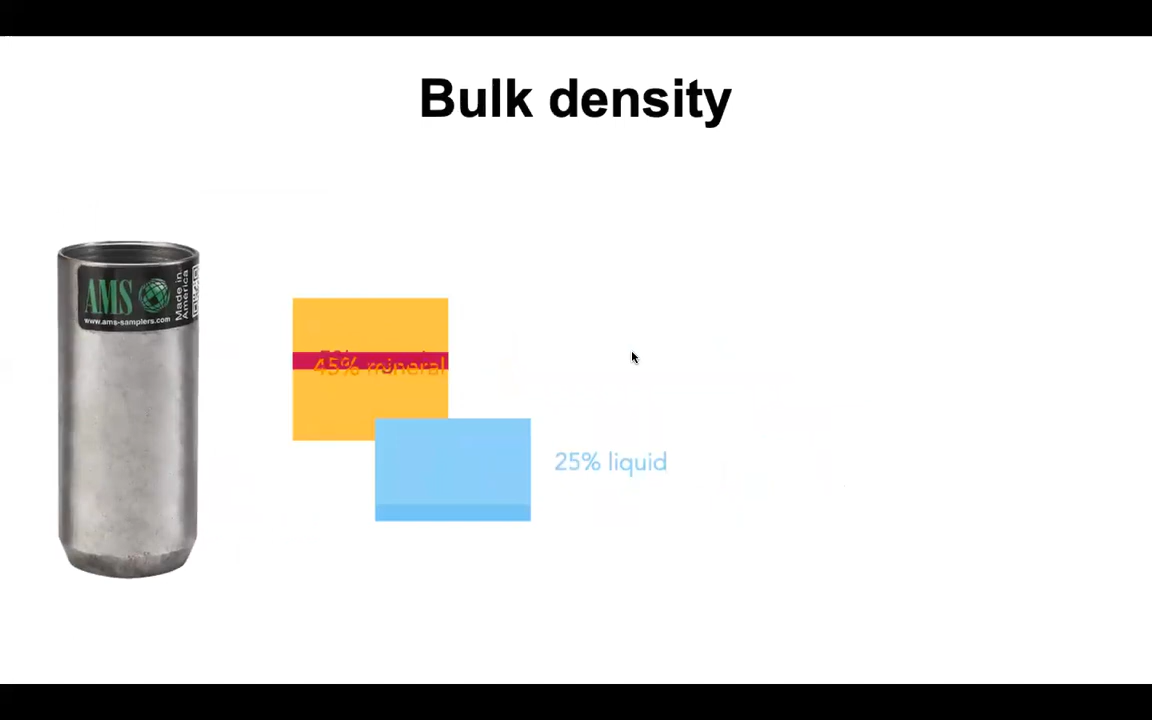 Bulk density
AMS
Made in
America
www.ams-samplers.com
45% mineral
25% liquid